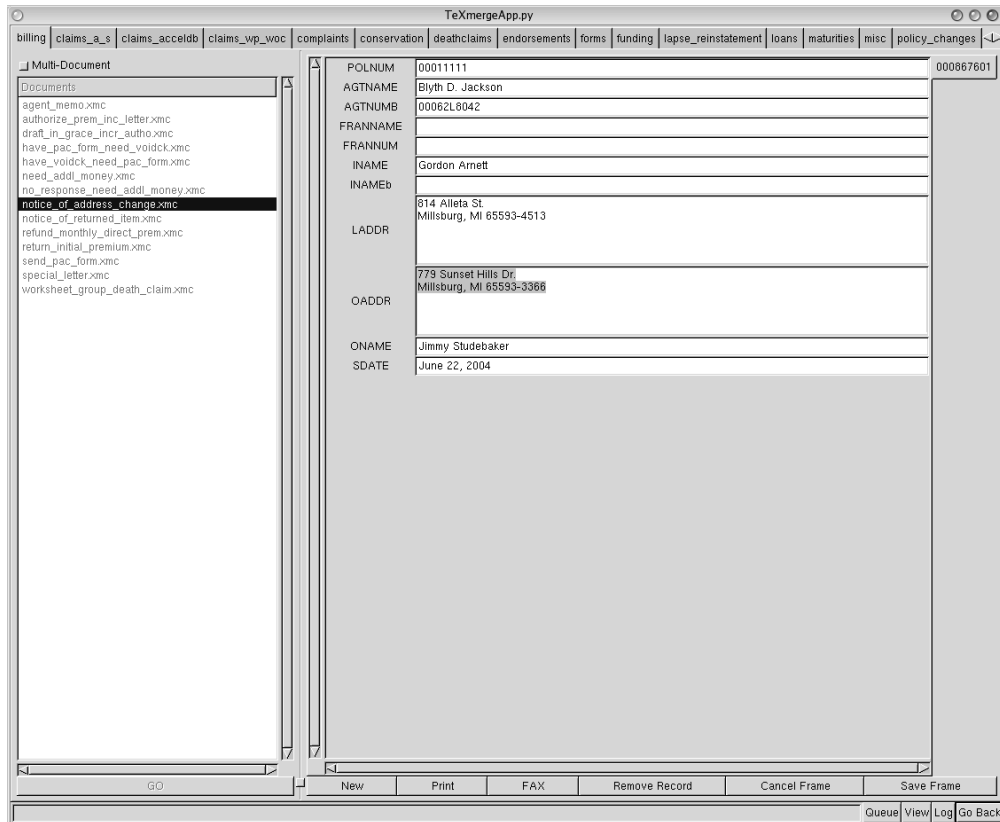 TeXmergeApp.py
billing claims_a_s claims_acceldb claims_wp_woc complaints conservation deathclaims endorsements forms funding lapse_reinstatement loans maturities misc policy_changes
Multi-Document
Documents
agent_memo.xmc
authorize_prem_inc_letter.xmc
draft_in_grace_incr_autho.xmc
have_pac_form_need_voidck.xmc
have_voidck_need_pac_form.xmc
need_addl_money.xmc
no_response_need_addl_money.xmc
notice_of_address_change.xmc
notice_of_returned_item.xmc
refund_monthly_direct_prem.xmc
return_initial_premium.xmc
send_pac_form.xmc
special_letter.xmc
worksheet_group_death_claim.xmc
GO
POLNUM 00011111
AGTNAME Blyth D. Jackson
AGTNUMB 00062L8042
FRANNAME
FRANNUM
INAME Gordon Arnett
INAMEb
LADDR 814 Alleta St.
Millsburg, MI 65593-4513
OADDR 779 Sunset Hills Dr.
Millsburg, MI 65593-3366
ONAME Jimmy Studebaker
SDATE June 22, 2004
000867601
New Print FAX Remove Record Cancel Frame Save Frame
Queue View Log Go Back